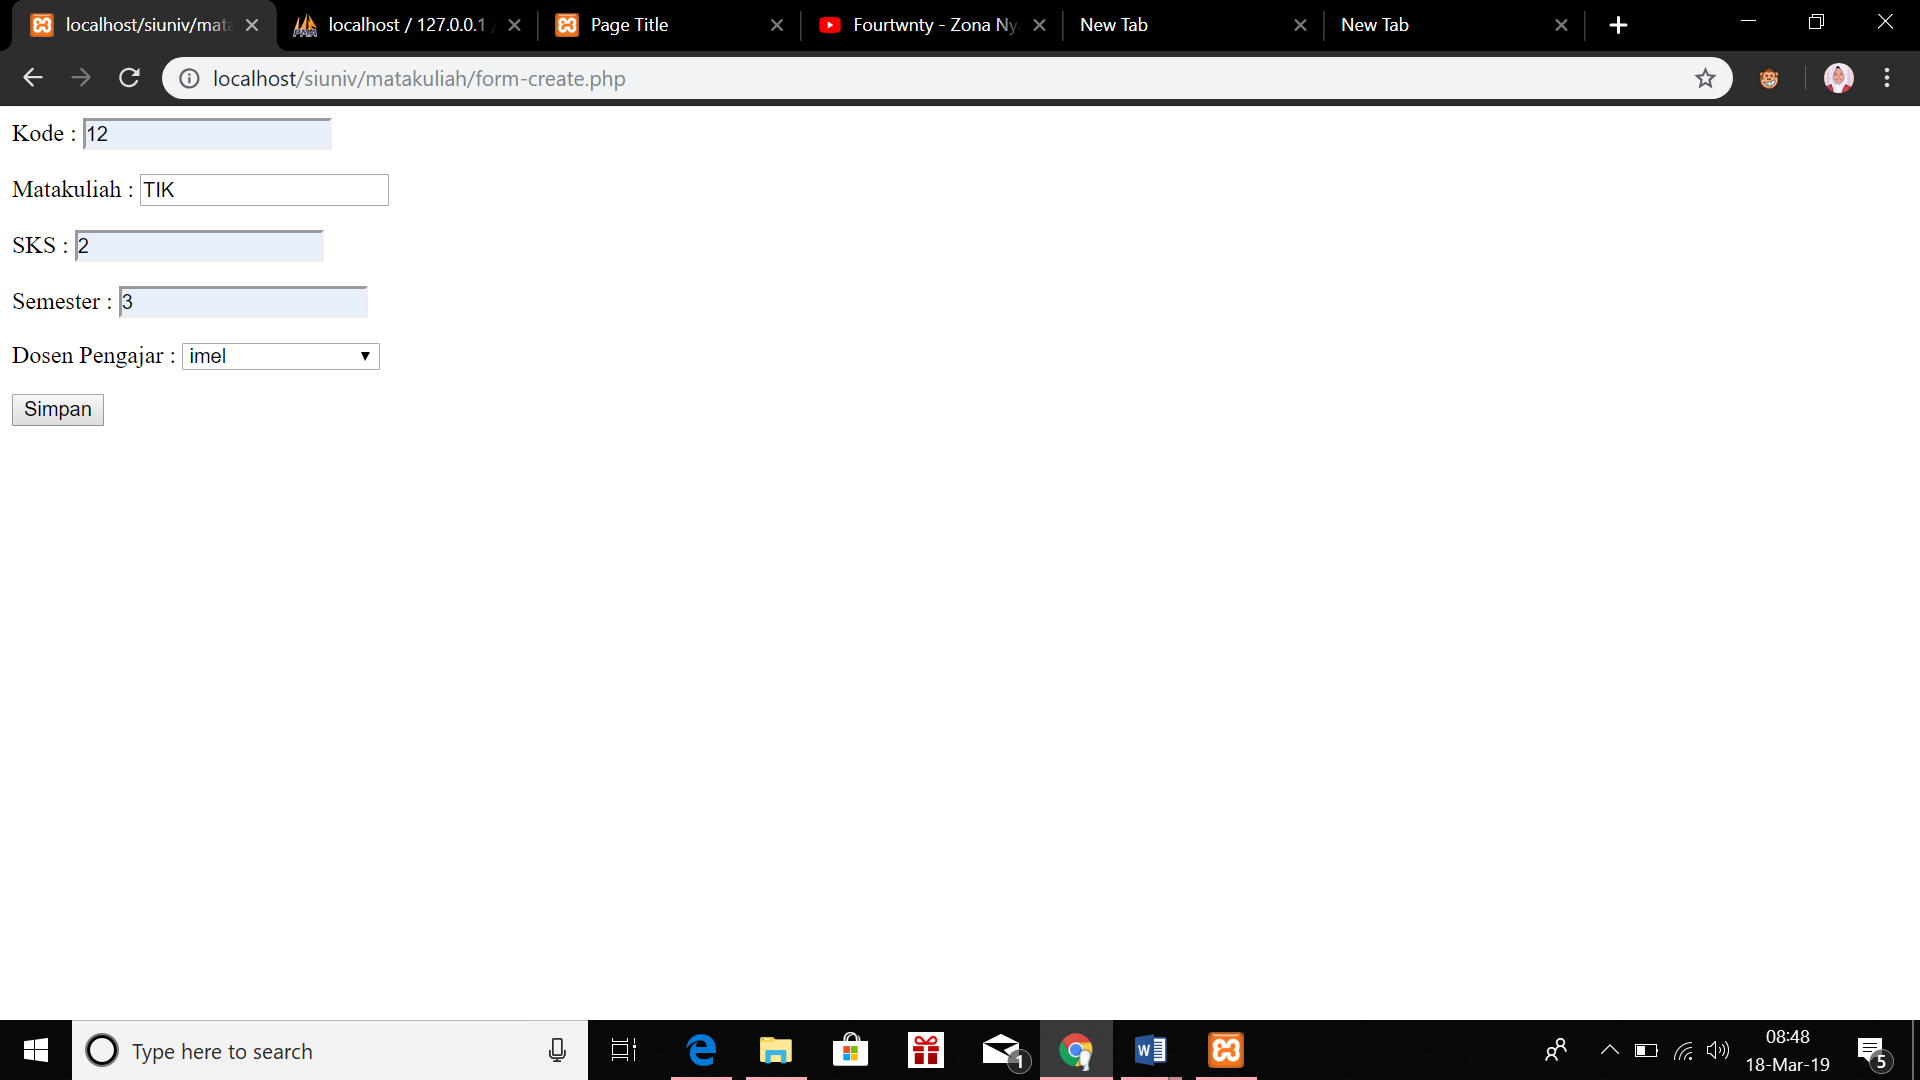 localhost/siuniv/mat
localhost / 127.0.0.1
Page Title
Fourtwnty - Zona Ny
New Tab
New Tab
localhost/siuniv/matakuliah/form-create.php
Kode : 12
Matakuliah : TIK
SKS : 2
Semester : 3
Dosen Pengajar : imel
Simpan
Type here to search
1
08:48
18-Mar-19
5